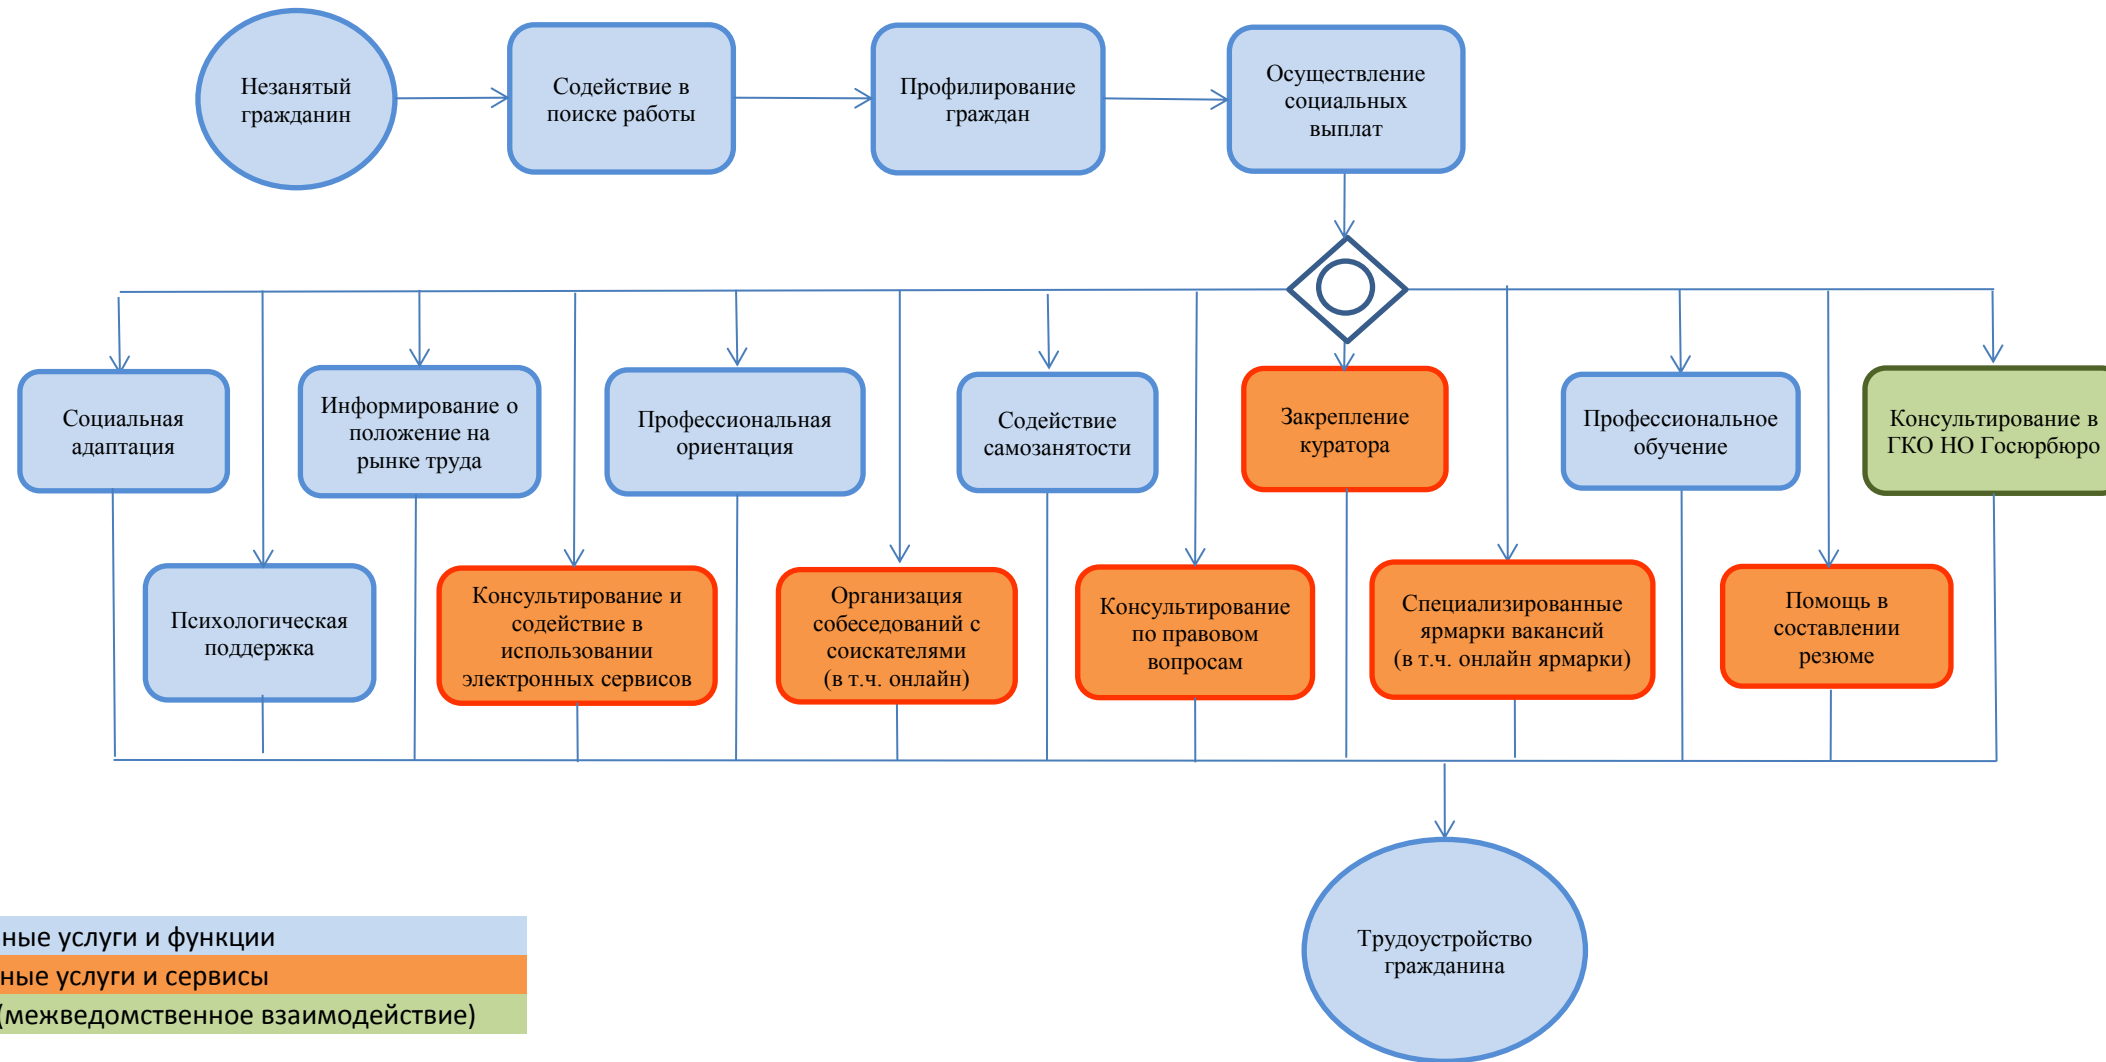 Незанятый
гражданин
Содействие в
поиске работы
Профилирование
граждан
Осуществление
социальных
выплат
Социальная
адаптация
Информирование о
положение на
рынке труда
Профессиональная
ориентация
Содействие
самозанятости
Закрепление
куратора
Профессиональное
обучение
Консультирование в
ГКО НО Госюрбюро
Психологическая
поддержка
Консультирование и
содействие в
использовании
электронных сервисов
Организация
собеседований с
соискателями
(в т.ч. онлайн)
Консультирование
по правовом
вопросам
Специализированные
ярмарки вакансий
(в т.ч. онлайн ярмарки)
Помощь в
составлении
резюме
Трудоустройство
гражданина
ные услуги и функции
ные услуги и сервисы
(межведомственное взаимодействие)